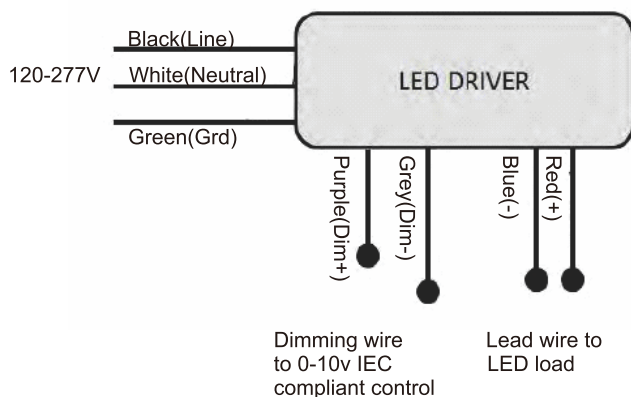 Black(Line)
120-277V
White(Neutral)
LED DRIVER
Green(Grd)
Purple(Dim+)
Grey(Dim-)
Blue(-)
Red(+)
Dimming wire
to 0-10v IEC
compliant control
Lead wire to
LED load